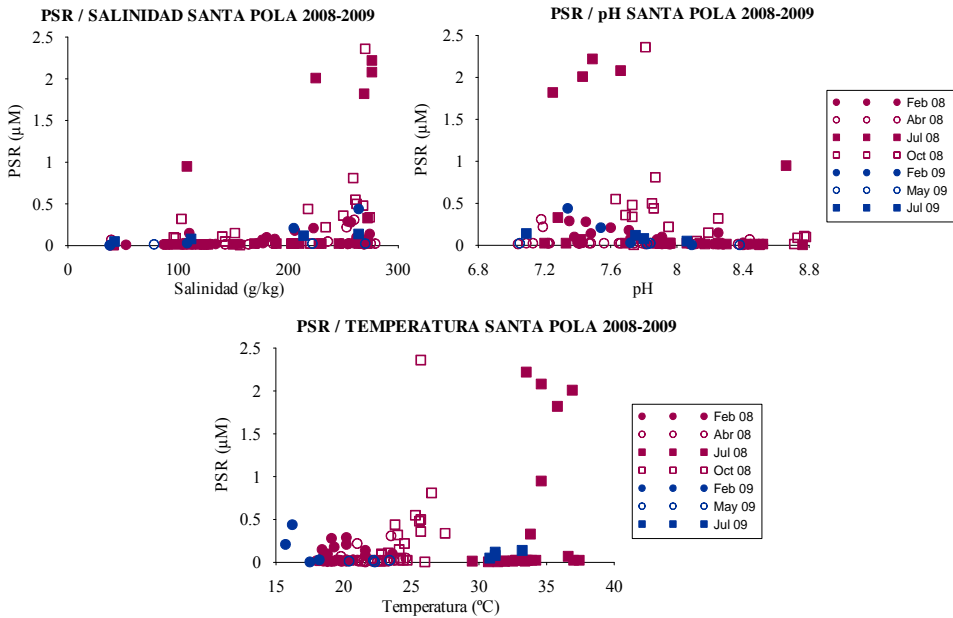 PSR / SALINIDAD SANTA POLA 2008-2009
PSR (µM)
2.5
2
1.5
1
0.5
0
0
100
200
300
Salinidad (g/kg)
PSR / pH SANTA POLA 2008-2009
PSR (µM)
2.5
2
1.5
1
0.5
0
6.8
7.2
7.6
8
8.4
8.8
pH
Feb 08
Abr 08
Jul 08
Oct 08
Feb 09
May 09
Jul 09
PSR / TEMPERATURA SANTA POLA 2008-2009
PSR (µM)
2.5
2
1.5
1
0.5
0
15
20
25
30
35
40
Temperatura (ºC)
Feb 08
Abr 08
Jul 08
Oct 08
Feb 09
May 09
Jul 09